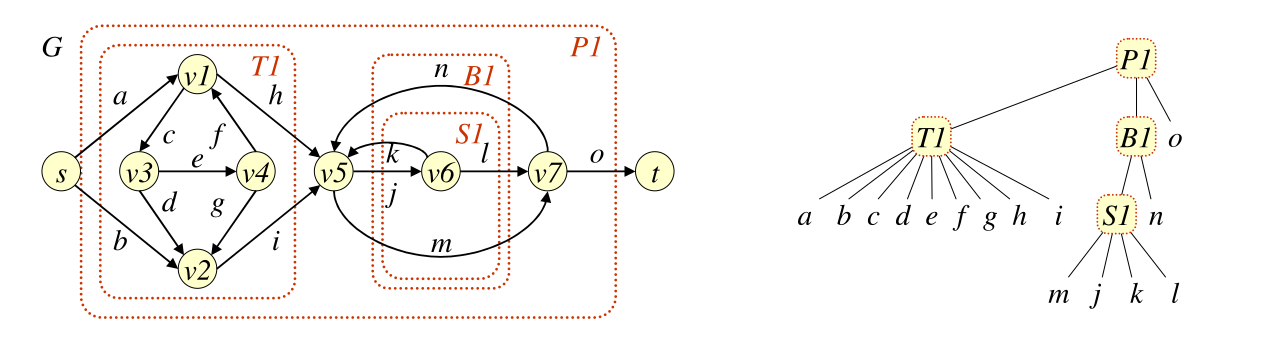 G
P1
T1
B1
S1
s
a
b
v1
v2
v3
v4
c
d
e
f
g
h
i
v5
v6
v7
n
k
j
l
m
o
t
P1
T1
B1
o
a b c d e f g h i
S1
n
m j k l